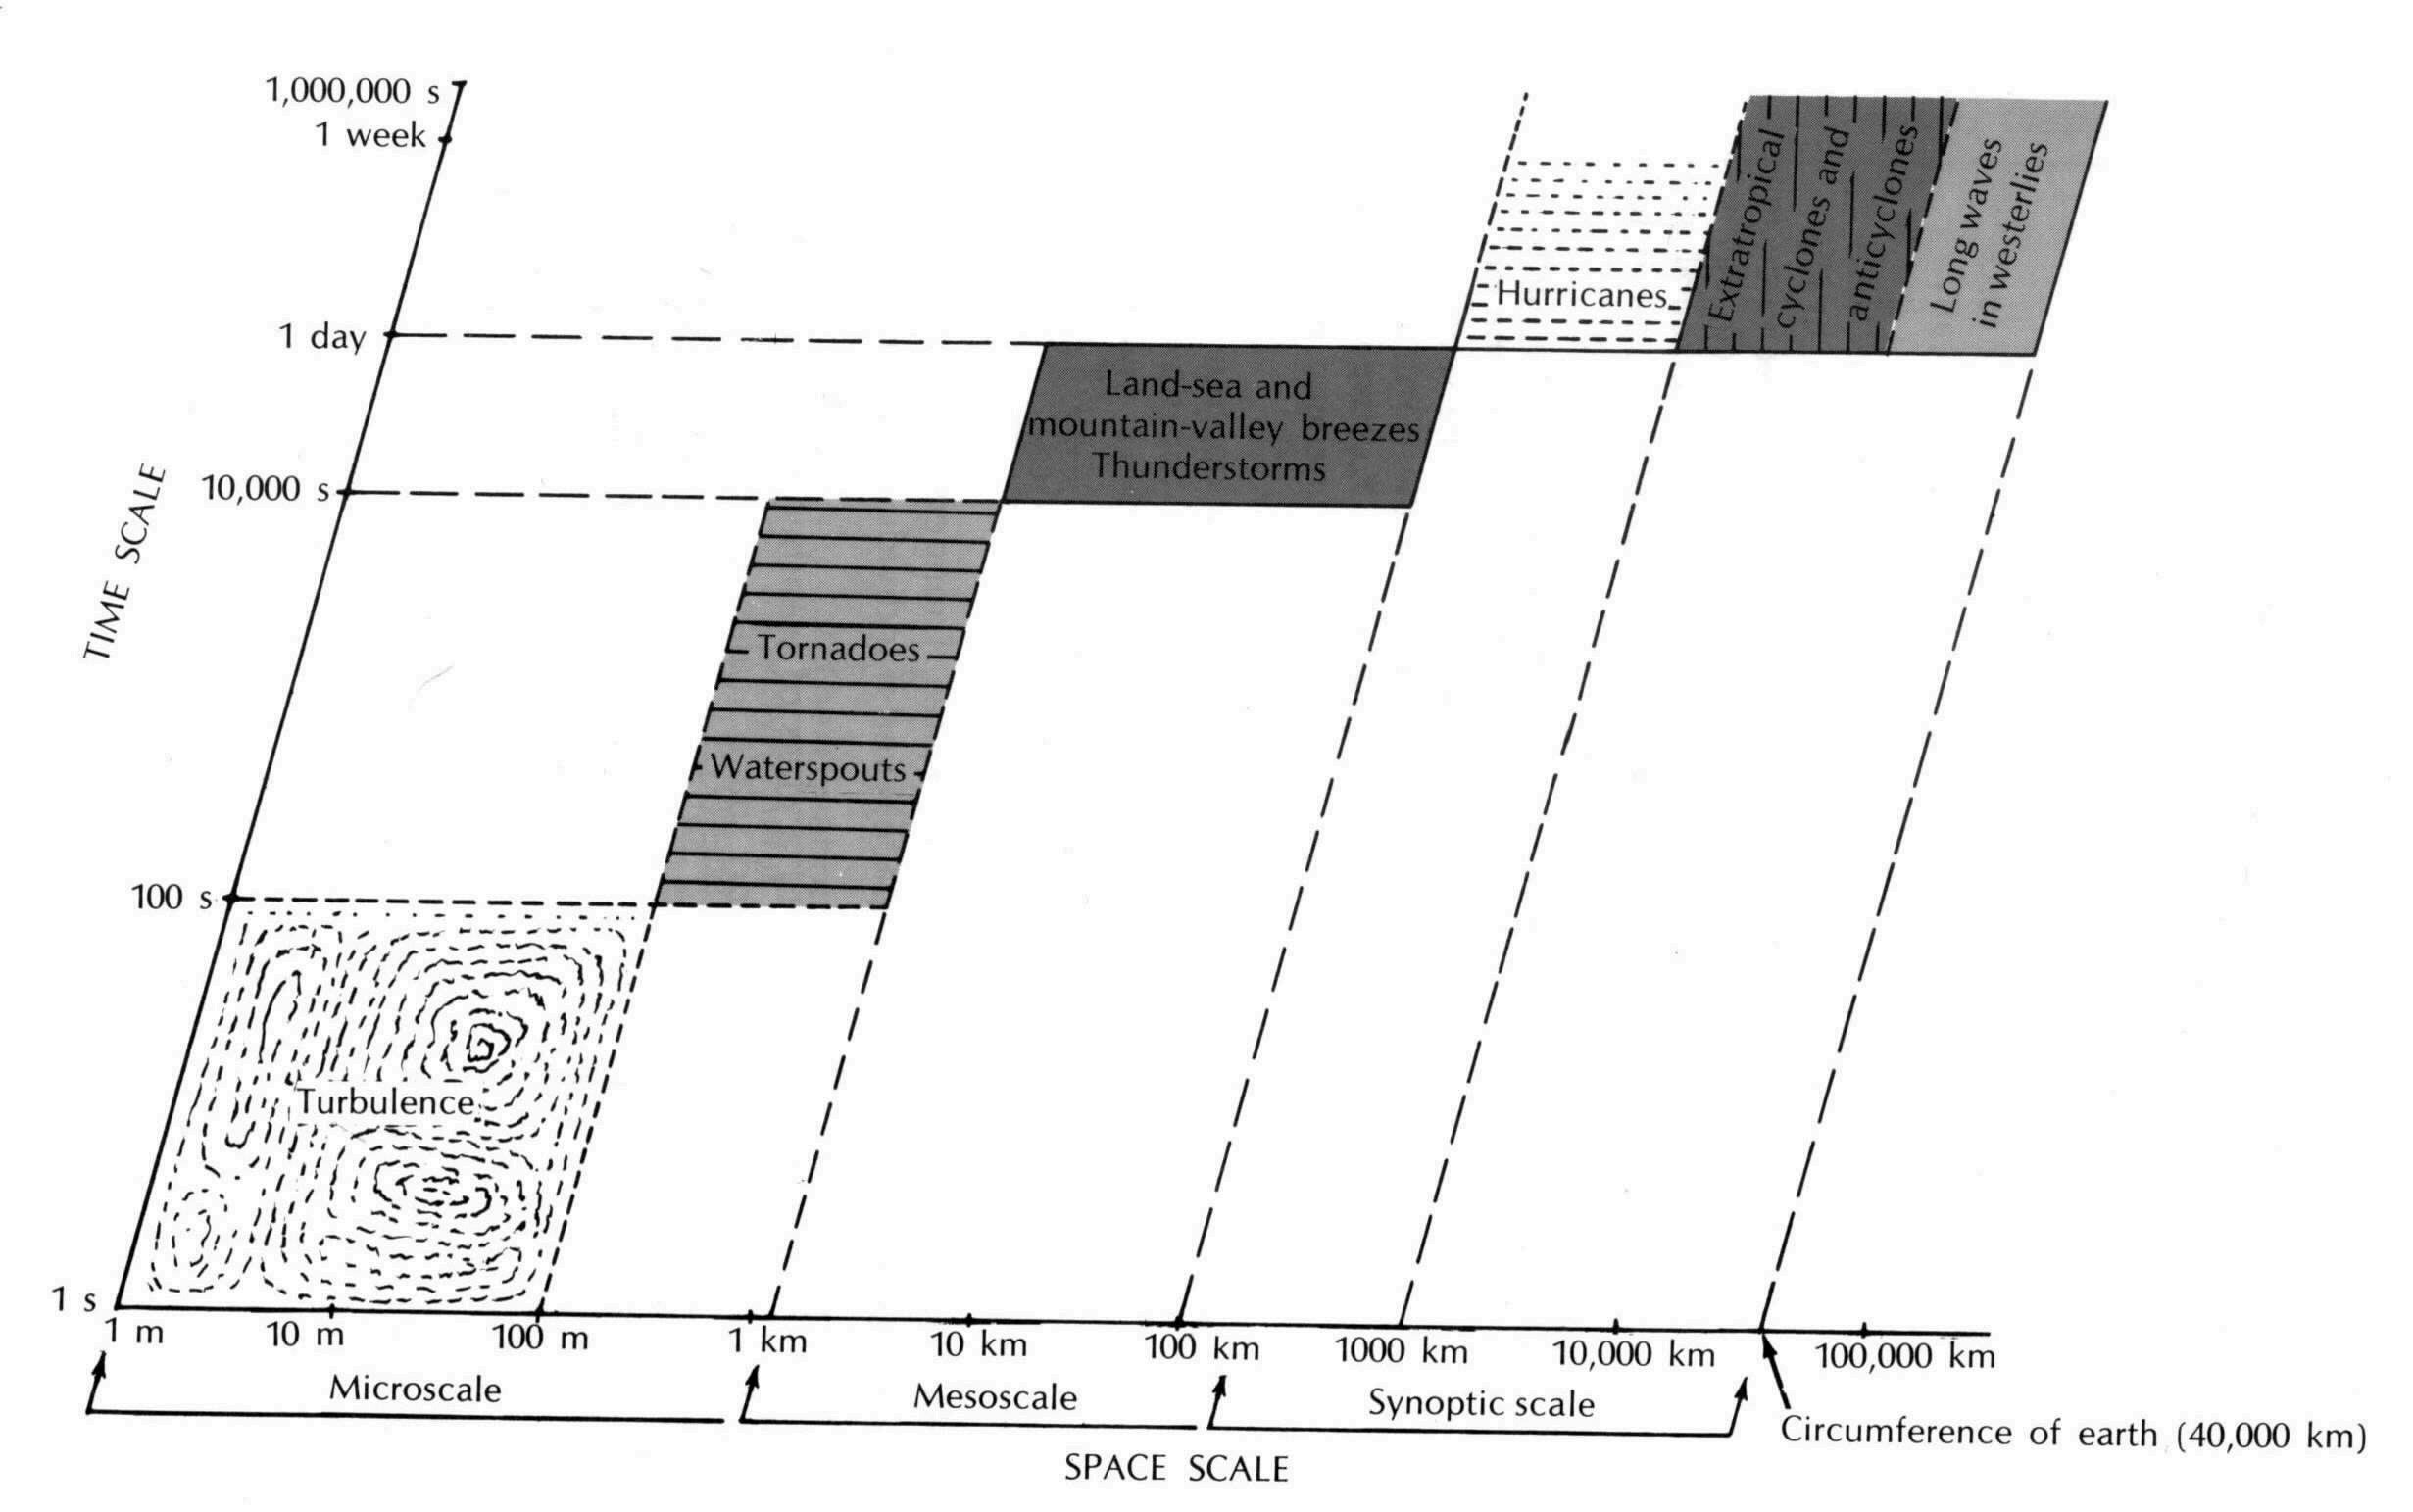 1,000,000 s
1 week
1 day
10,000 s
100 s
1 s
TIME SCALE
Hurricanes
Extratropical
cyclones and
anticyclones
Long waves
in westerlies
Land-sea and
mountain-valley breezes
Thunderstorms
Tornadoes
Waterspouts
Turbulence
1 m
10 m
100 m
1 km
10 km
100 km
1000 km
10,000 km
100,000 km
Microscale
Mesoscale
Synoptic scale
Circumference of earth (40,000 km)
SPACE SCALE